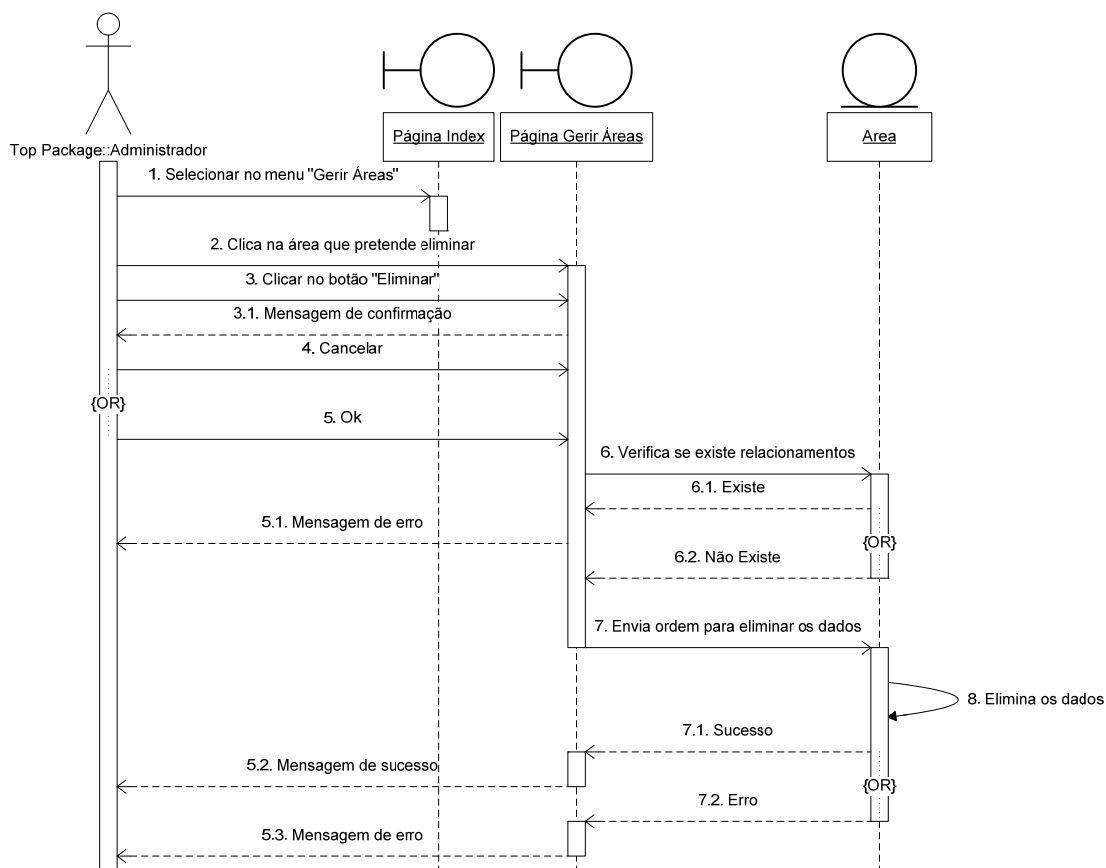 Página Index
Página Gerir Áreas
Area
Top Package::Administrador
1. Selecionar no menu "Gerir Áreas"
2. Clica na área que pretende eliminar
3. Clicar no botão "Eliminar"
3.1. Mensagem de confirmação
4. Cancelar
{OR}
5. Ok
6. Verifica se existe relacionamentos
6.1. Existe
5.1. Mensagem de erro
{OR}
6.2. Não Existe
7. Envia ordem para eliminar os dados
8. Elimina os dados
7.1. Sucesso
5.2. Mensagem de sucesso
{OR}
7.2. Erro
5.3. Mensagem de erro